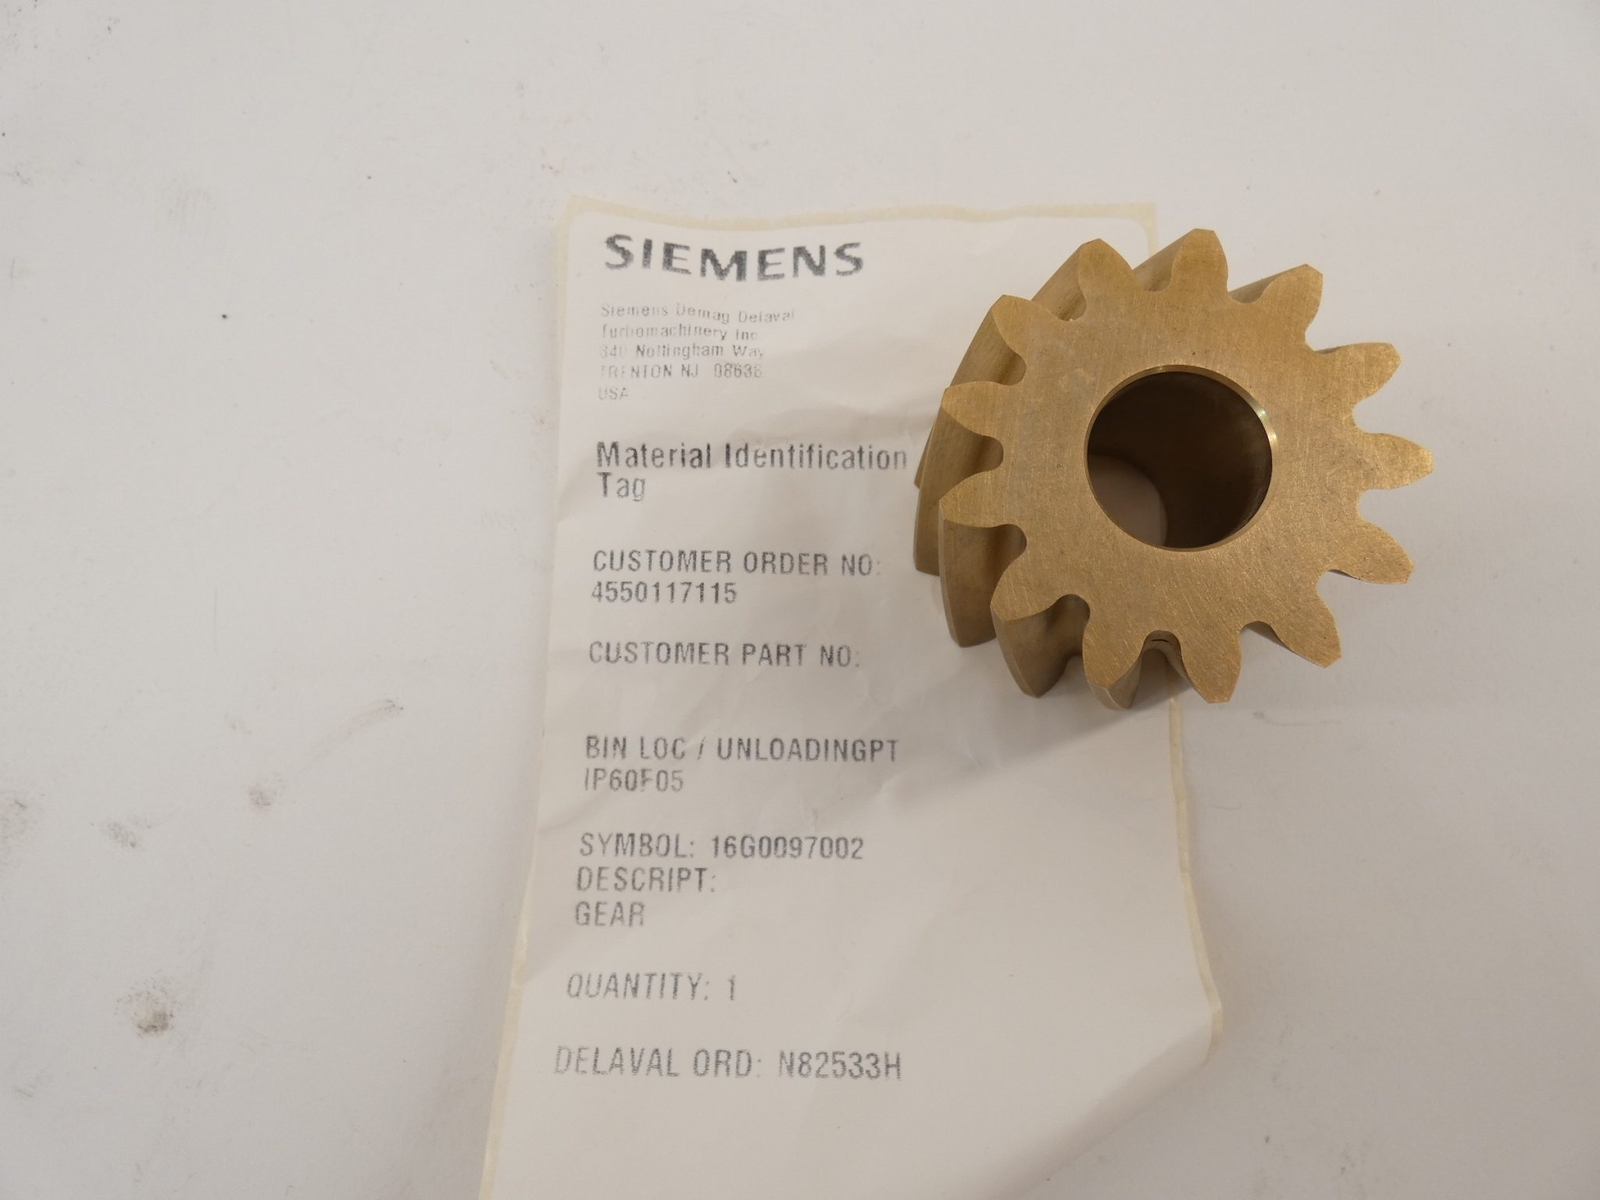 SIEMENS
Siemens Demag Delaval
Turbomachinery Inc
840 Nottingham Way
TRENTON NJ 08638
USA
Material Identification
Tag
CUSTOMER ORDER NO:
4550117115
CUSTOMER PART NO:
BIN LOC / UNLOADINGPT
IP60F05
SYMBOL: 16G0097002
DESCRIPT:
GEAR
QUANTITY: 1
DELAVAL ORD: N82533H